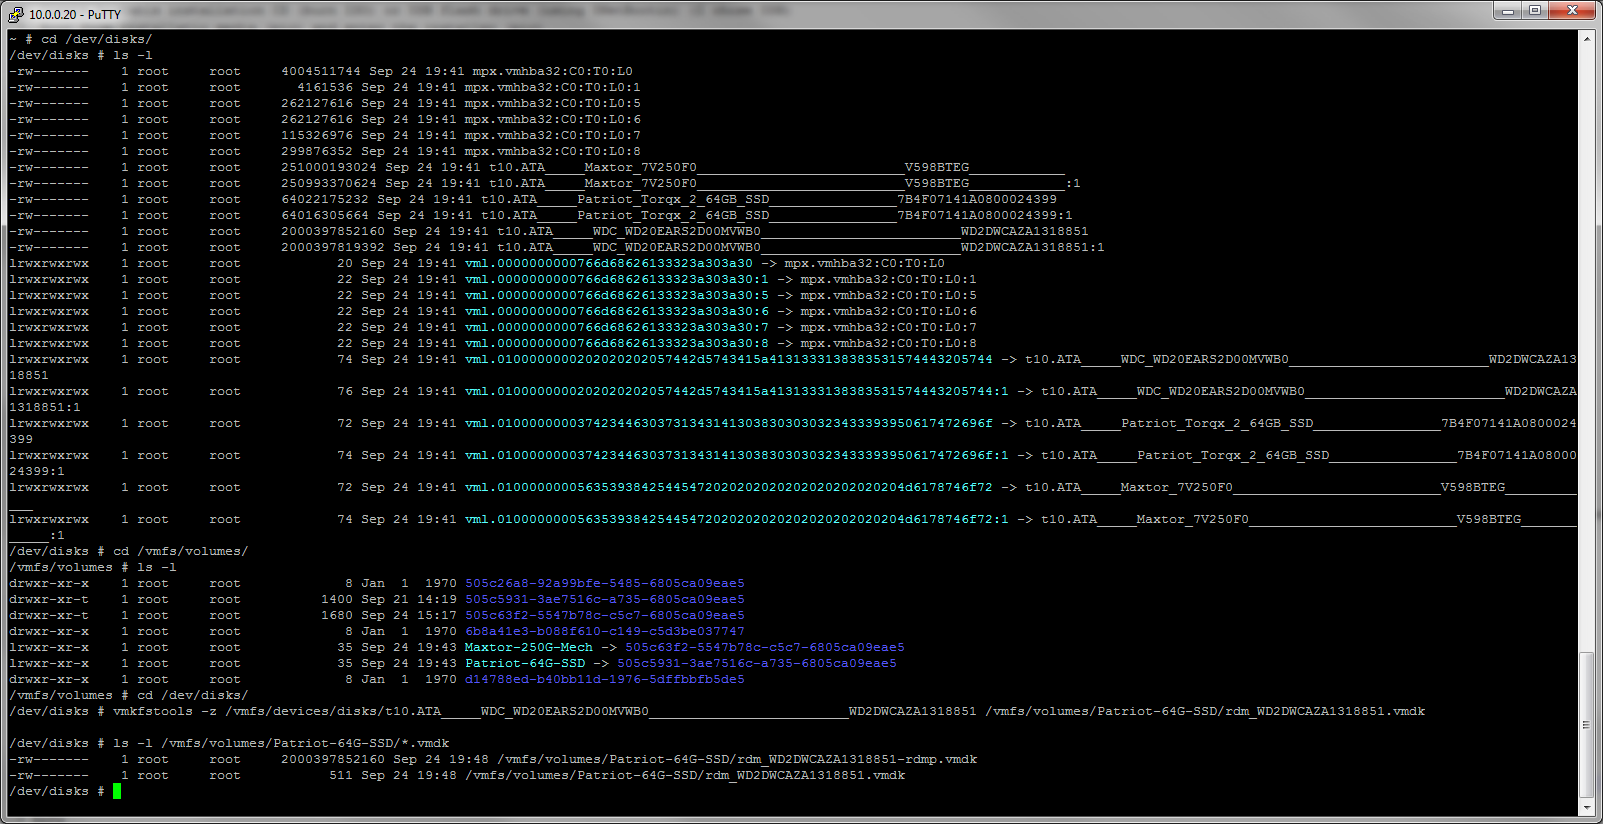 10.0.0.20 - PuTTY
~ # cd /dev/disks/
/dev/disks # ls -l
-rw-------    1 root     root     4004511744 Sep 24 19:41 mpx.vmhba32:C0:T0:L0
-rw-------    1 root     root       4161536 Sep 24 19:41 mpx.vmhba32:C0:T0:L0:1
-rw-------    1 root     root     262127616 Sep 24 19:41 mpx.vmhba32:C0:T0:L0:5
-rw-------    1 root     root     262127616 Sep 24 19:41 mpx.vmhba32:C0:T0:L0:6
-rw-------    1 root     root     115326976 Sep 24 19:41 mpx.vmhba32:C0:T0:L0:7
-rw-------    1 root     root     299876352 Sep 24 19:41 mpx.vmhba32:C0:T0:L0:8
-rw-------    1 root     root     251000193024 Sep 24 19:41 t10.ATA_____Maxtor_7V250F0__________________________V598BTEG____________
-rw-------    1 root     root     250993370624 Sep 24 19:41 t10.ATA_____Maxtor_7V250F0__________________________V598BTEG____________:1
-rw-------    1 root     root     64022175232 Sep 24 19:41 t10.ATA_____Patriot_Torqx_2_64GB_SSD________________7B4F07141A0800024399
-rw-------    1 root     root     64016305664 Sep 24 19:41 t10.ATA_____Patriot_Torqx_2_64GB_SSD________________7B4F07141A0800024399:1
-rw-------    1 root     root     2000397852160 Sep 24 19:41 t10.ATA_____WDC_WD20EARS2D00MVWB0_________________________WD2DWCAZA1318851
-rw-------    1 root     root     2000397819392 Sep 24 19:41 t10.ATA_____WDC_WD20EARS2D00MVWB0_________________________WD2DWCAZA1318851:1
lrwxrwxrwx    1 root     root            20 Sep 24 19:41 vml.0000000000766d68626133323a303a30 -> mpx.vmhba32:C0:T0:L0
lrwxrwxrwx    1 root     root            22 Sep 24 19:41 vml.0000000000766d68626133323a303a30:1 -> mpx.vmhba32:C0:T0:L0:1
lrwxrwxrwx    1 root     root            22 Sep 24 19:41 vml.0000000000766d68626133323a303a30:5 -> mpx.vmhba32:C0:T0:L0:5
lrwxrwxrwx    1 root     root            22 Sep 24 19:41 vml.0000000000766d68626133323a303a30:6 -> mpx.vmhba32:C0:T0:L0:6
lrwxrwxrwx    1 root     root            22 Sep 24 19:41 vml.0000000000766d68626133323a303a30:7 -> mpx.vmhba32:C0:T0:L0:7
lrwxrwxrwx    1 root     root            22 Sep 24 19:41 vml.0000000000766d68626133323a303a30:8 -> mpx.vmhba32:C0:T0:L0:8
lrwxrwxrwx    1 root     root            74 Sep 24 19:41 vml.0100000000202020202057442d5743415a4131333138383531574443205744 -> t10.ATA_____WDC_WD20EARS2D00MVWB0_________________________WD2DWCAZA13
18851
lrwxrwxrwx    1 root     root            76 Sep 24 19:41 vml.0100000000202020202057442d5743415a4131333138383531574443205744:1 -> t10.ATA_____WDC_WD20EARS2D00MVWB0_________________________WD2DWCAZA
1318851:1
lrwxrwxrwx    1 root     root            72 Sep 24 19:41 vml.0100000000374234463037313431413038303030323433393950617472696f -> t10.ATA_____Patriot_Torqx_2_64GB_SSD________________7B4F07141A0800024
399
lrwxrwxrwx    1 root     root            74 Sep 24 19:41 vml.0100000000374234463037313431413038303030323433393950617472696f:1 -> t10.ATA_____Patriot_Torqx_2_64GB_SSD________________7B4F07141A08000
24399:1
lrwxrwxrwx    1 root     root            72 Sep 24 19:41 vml.010000000056353938425445472020202020202020202020204d6178746f72 -> t10.ATA_____Maxtor_7V250F0__________________________V598BTEG_________
___
lrwxrwxrwx    1 root     root            74 Sep 24 19:41 vml.010000000056353938425445472020202020202020202020204d6178746f72:1 -> t10.ATA_____Maxtor_7V250F0__________________________V598BTEG_______
_____:1
/dev/disks # cd /vmfs/volumes/
/vmfs/volumes # ls -l
drwxr-xr-x    1 root     root             8 Jan  1  1970 505c26a8-92a99bfe-5485-6805ca09eae5
drwxr-xr-t    1 root     root          1400 Sep 21 14:19 505c5931-3ae7516c-a735-6805ca09eae5
drwxr-xr-t    1 root     root          1680 Sep 24 15:17 505c63f2-5547b78c-c5c7-6805ca09eae5
drwxr-xr-x    1 root     root             8 Jan  1  1970 6b8a41e3-b088f610-c149-c5d3be037747
lrwxr-xr-x    1 root     root            35 Sep 24 19:43 Maxtor-250G-Mech -> 505c63f2-5547b78c-c5c7-6805ca09eae5
lrwxr-xr-x    1 root     root            35 Sep 24 19:43 Patriot-64G-SSD -> 505c5931-3ae7516c-a735-6805ca09eae5
drwxr-xr-x    1 root     root             8 Jan  1  1970 d14788ed-b40bb11d-1976-5dffbbfb5de5
/vmfs/volumes # cd /dev/disks/
/dev/disks # vmkfstools -z /vmfs/devices/disks/t10.ATA_____WDC_WD20EARS2D00MVWB0_________________________WD2DWCAZA1318851 /vmfs/volumes/Patriot-64G-SSD/rdm_WD2DWCAZA1318851.vmdk
/dev/disks # ls -l /vmfs/volumes/Patriot-64G-SSD/*.vmdk
-rw-------    1 root     root     2000397852160 Sep 24 19:48 /vmfs/volumes/Patriot-64G-SSD/rdm_WD2DWCAZA1318851-rdmp.vmdk
-rw-------    1 root     root           511 Sep 24 19:48 /vmfs/volumes/Patriot-64G-SSD/rdm_WD2DWCAZA1318851.vmdk
/dev/disks #